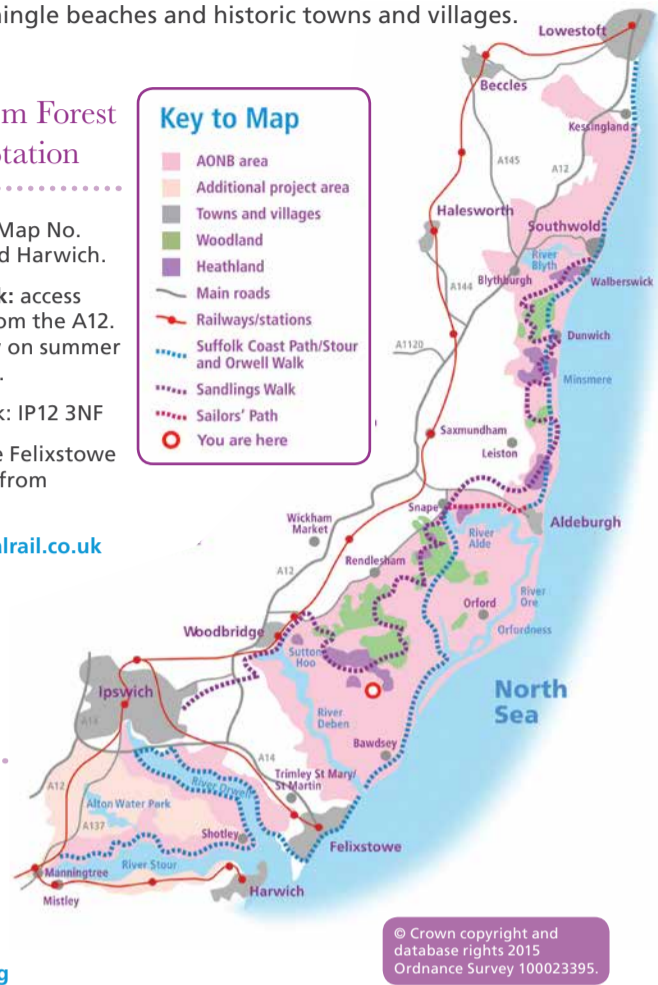 ingle beaches and historic towns and villages.
m Forest
tation
Map No.
d Harwich.
k: access
om the A12.
on summer
k: IP12 3NF
e Felixstowe
from
lrail.co.uk
g
Key to Map
AONB area
Additional project area
Towns and villages
Woodland
Heathland
Main roads
Railways/stations
Suffolk Coast Path/Stour
and Orwell Walk
Sandlings Walk
Sailors' Path
You are here
Lowestoft
Beccles
Kessingland
A145
A12
Halesworth
Southwold
River
Blyth
Blythburgh
Walberswick
A144
Dunwich
A1120
Minsmere
Saxmundham
Leiston
Snape
Aldeburgh
Wickham
Market
River
Alde
A12
Rendlesham
River
Ore
Orford
Orfordness
Woodbridge
Sutton
Hoo
North
Sea
Ipswich
River
Deben
A14
Bawdsey
A14
Trimley St Mary/
St Martin
River Orwell
A12
Alton Water Park
A137
Shotley
Felixstowe
River Stour
Manningtree
Harwich
Mistley
© Crown copyright and
database rights 2015
Ordnance Survey 100023395.